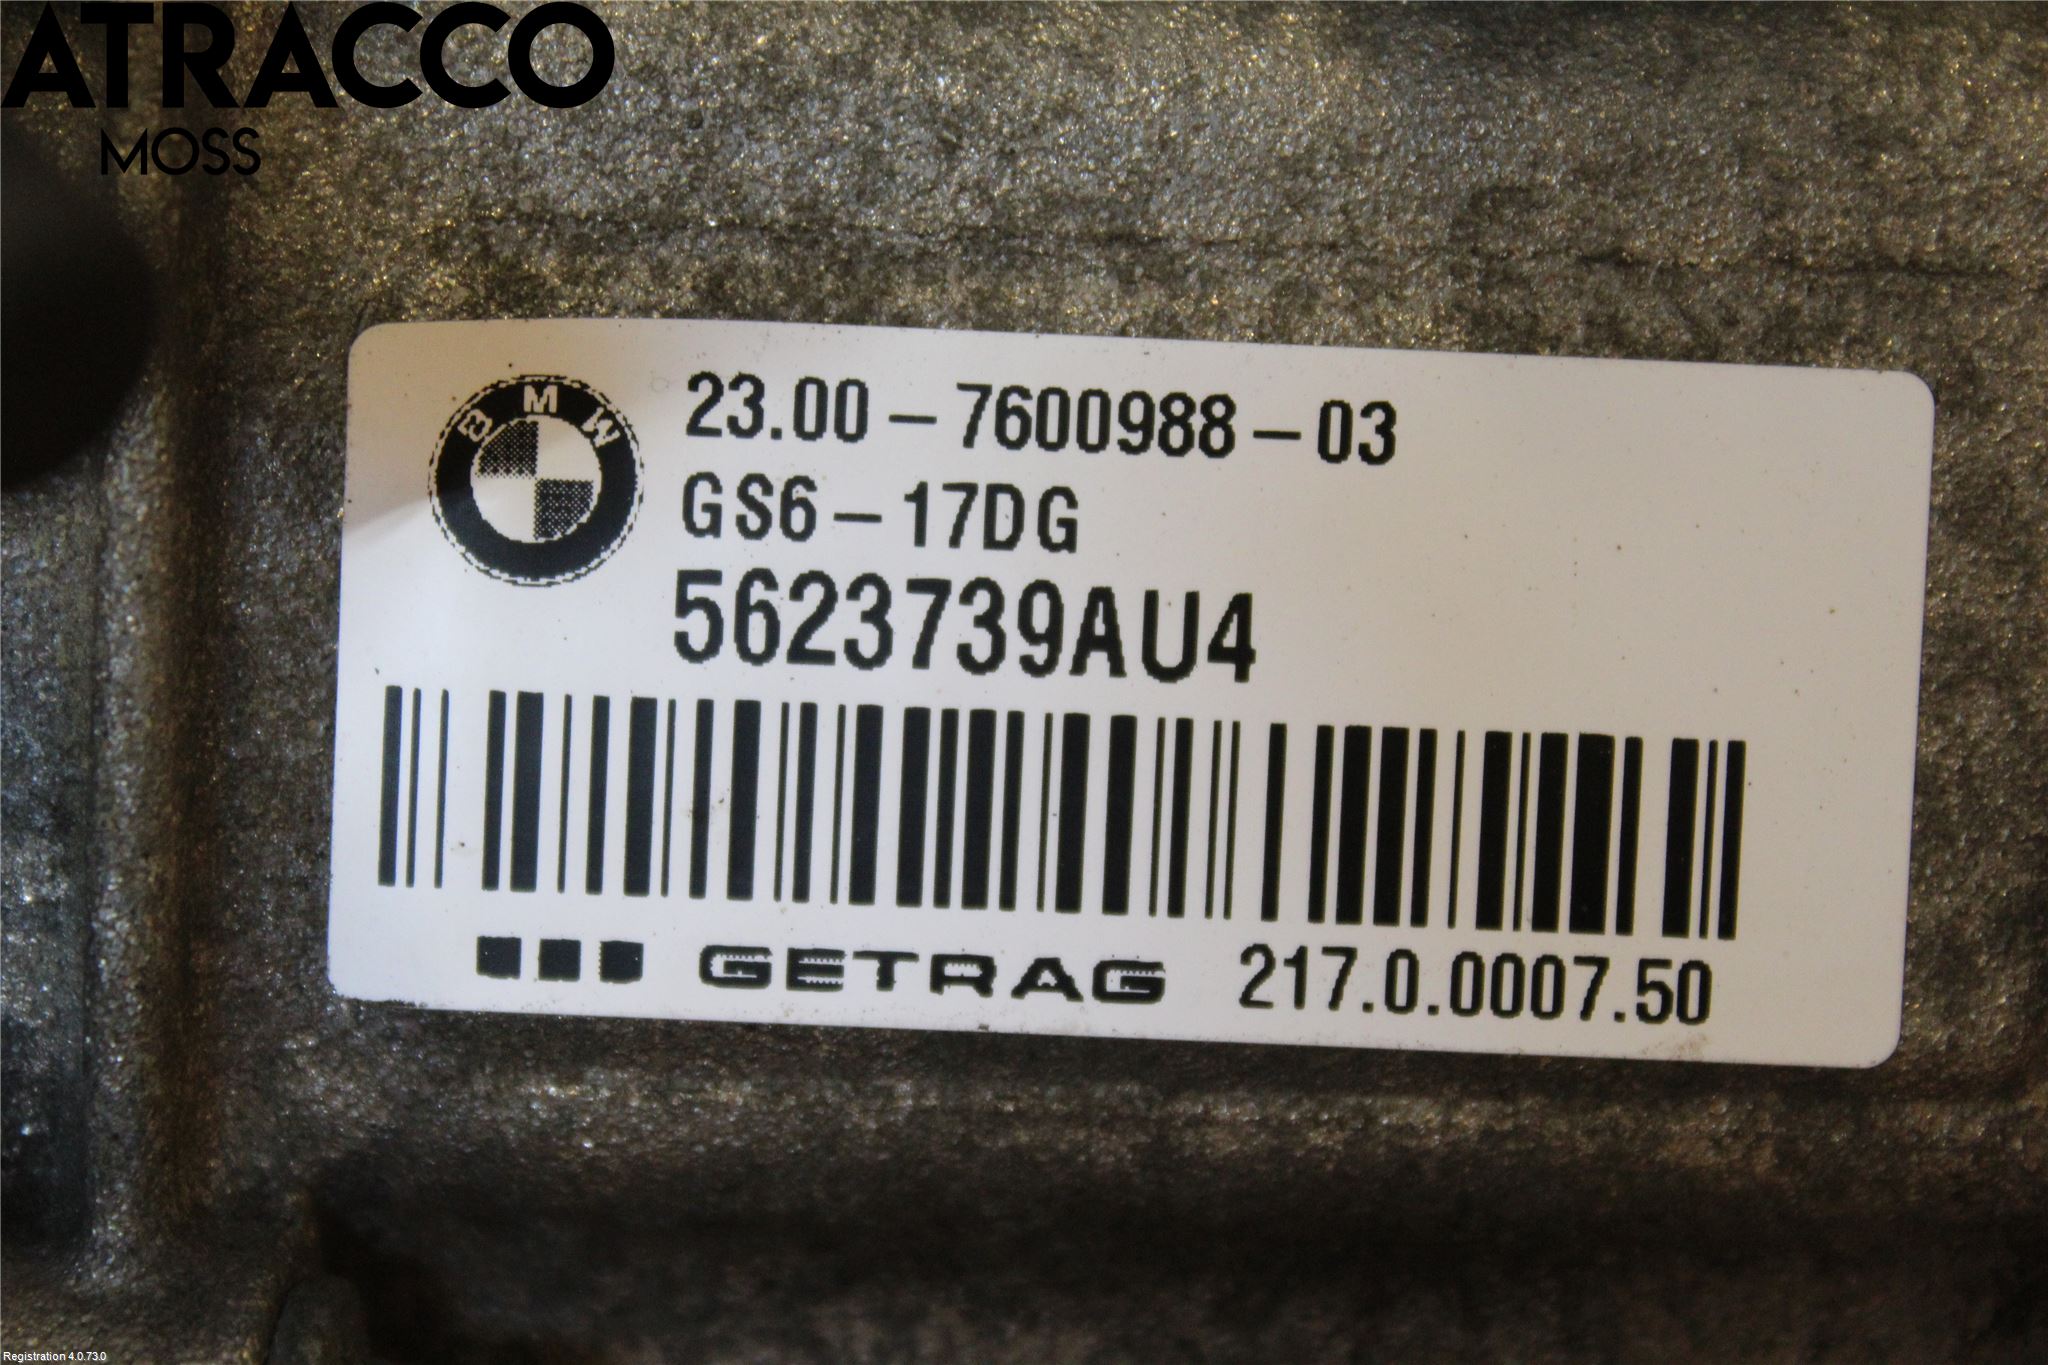 ATRACCO
MOSS
BMW
23.00-7600988-03
GS6-17DG
5623739AU4
GETRAG 217.0.0007.50
Registration 4.0.73.0